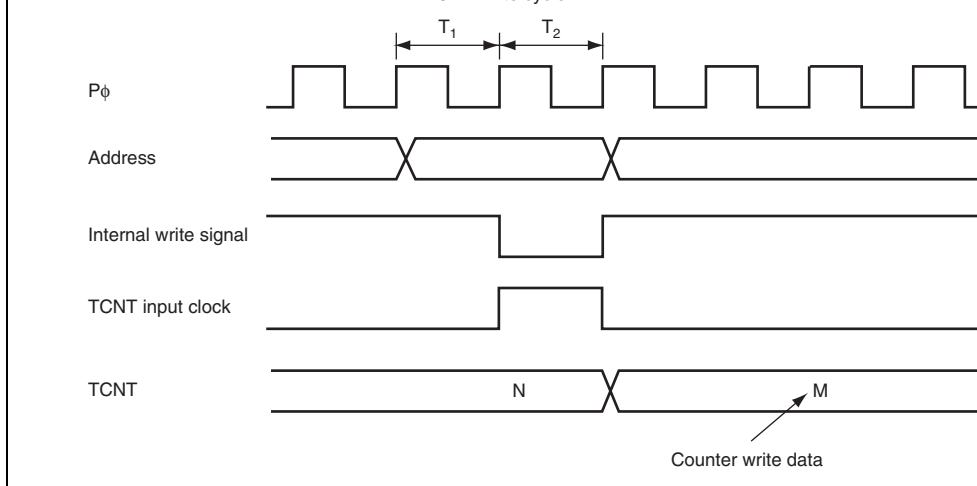 T1
T2
Pϕ
Address
Internal write signal
TCNT input clock
TCNT
N
M
Counter write data